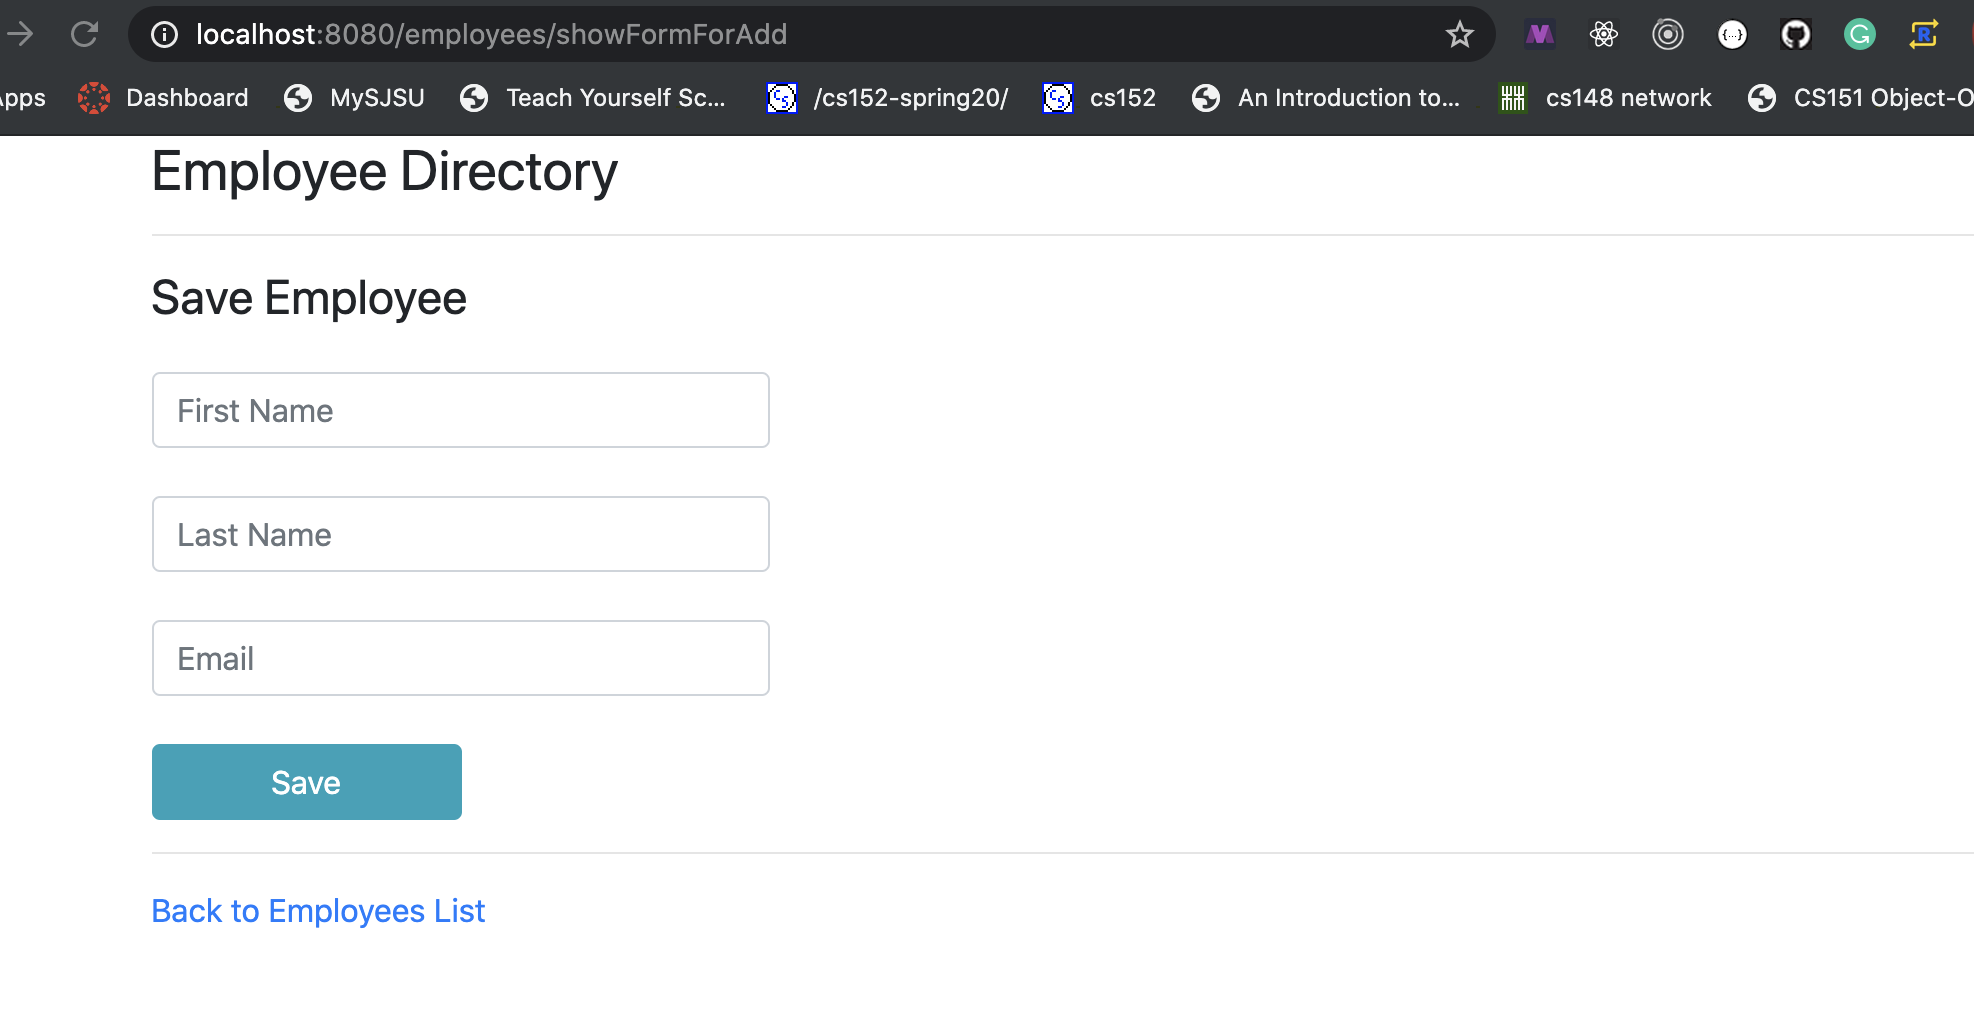 localhost:8080/employees/showFormForAdd
Apps Dashboard MySJSU Teach Yourself Sc... /cs152-spring20/ cs152 An Introduction to... cs148 network CS151 Object-O
Employee Directory
Save Employee
First Name
Last Name
Email
Save
Back to Employees List